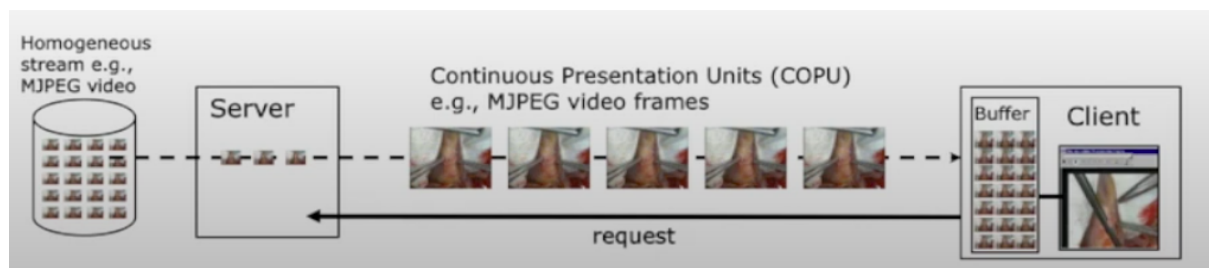 Homogeneous
stream e.g.,
MJPEG video
Server
Continuous Presentation Units (COPU)
e.g., MJPEG video frames
Buffer
Client
request